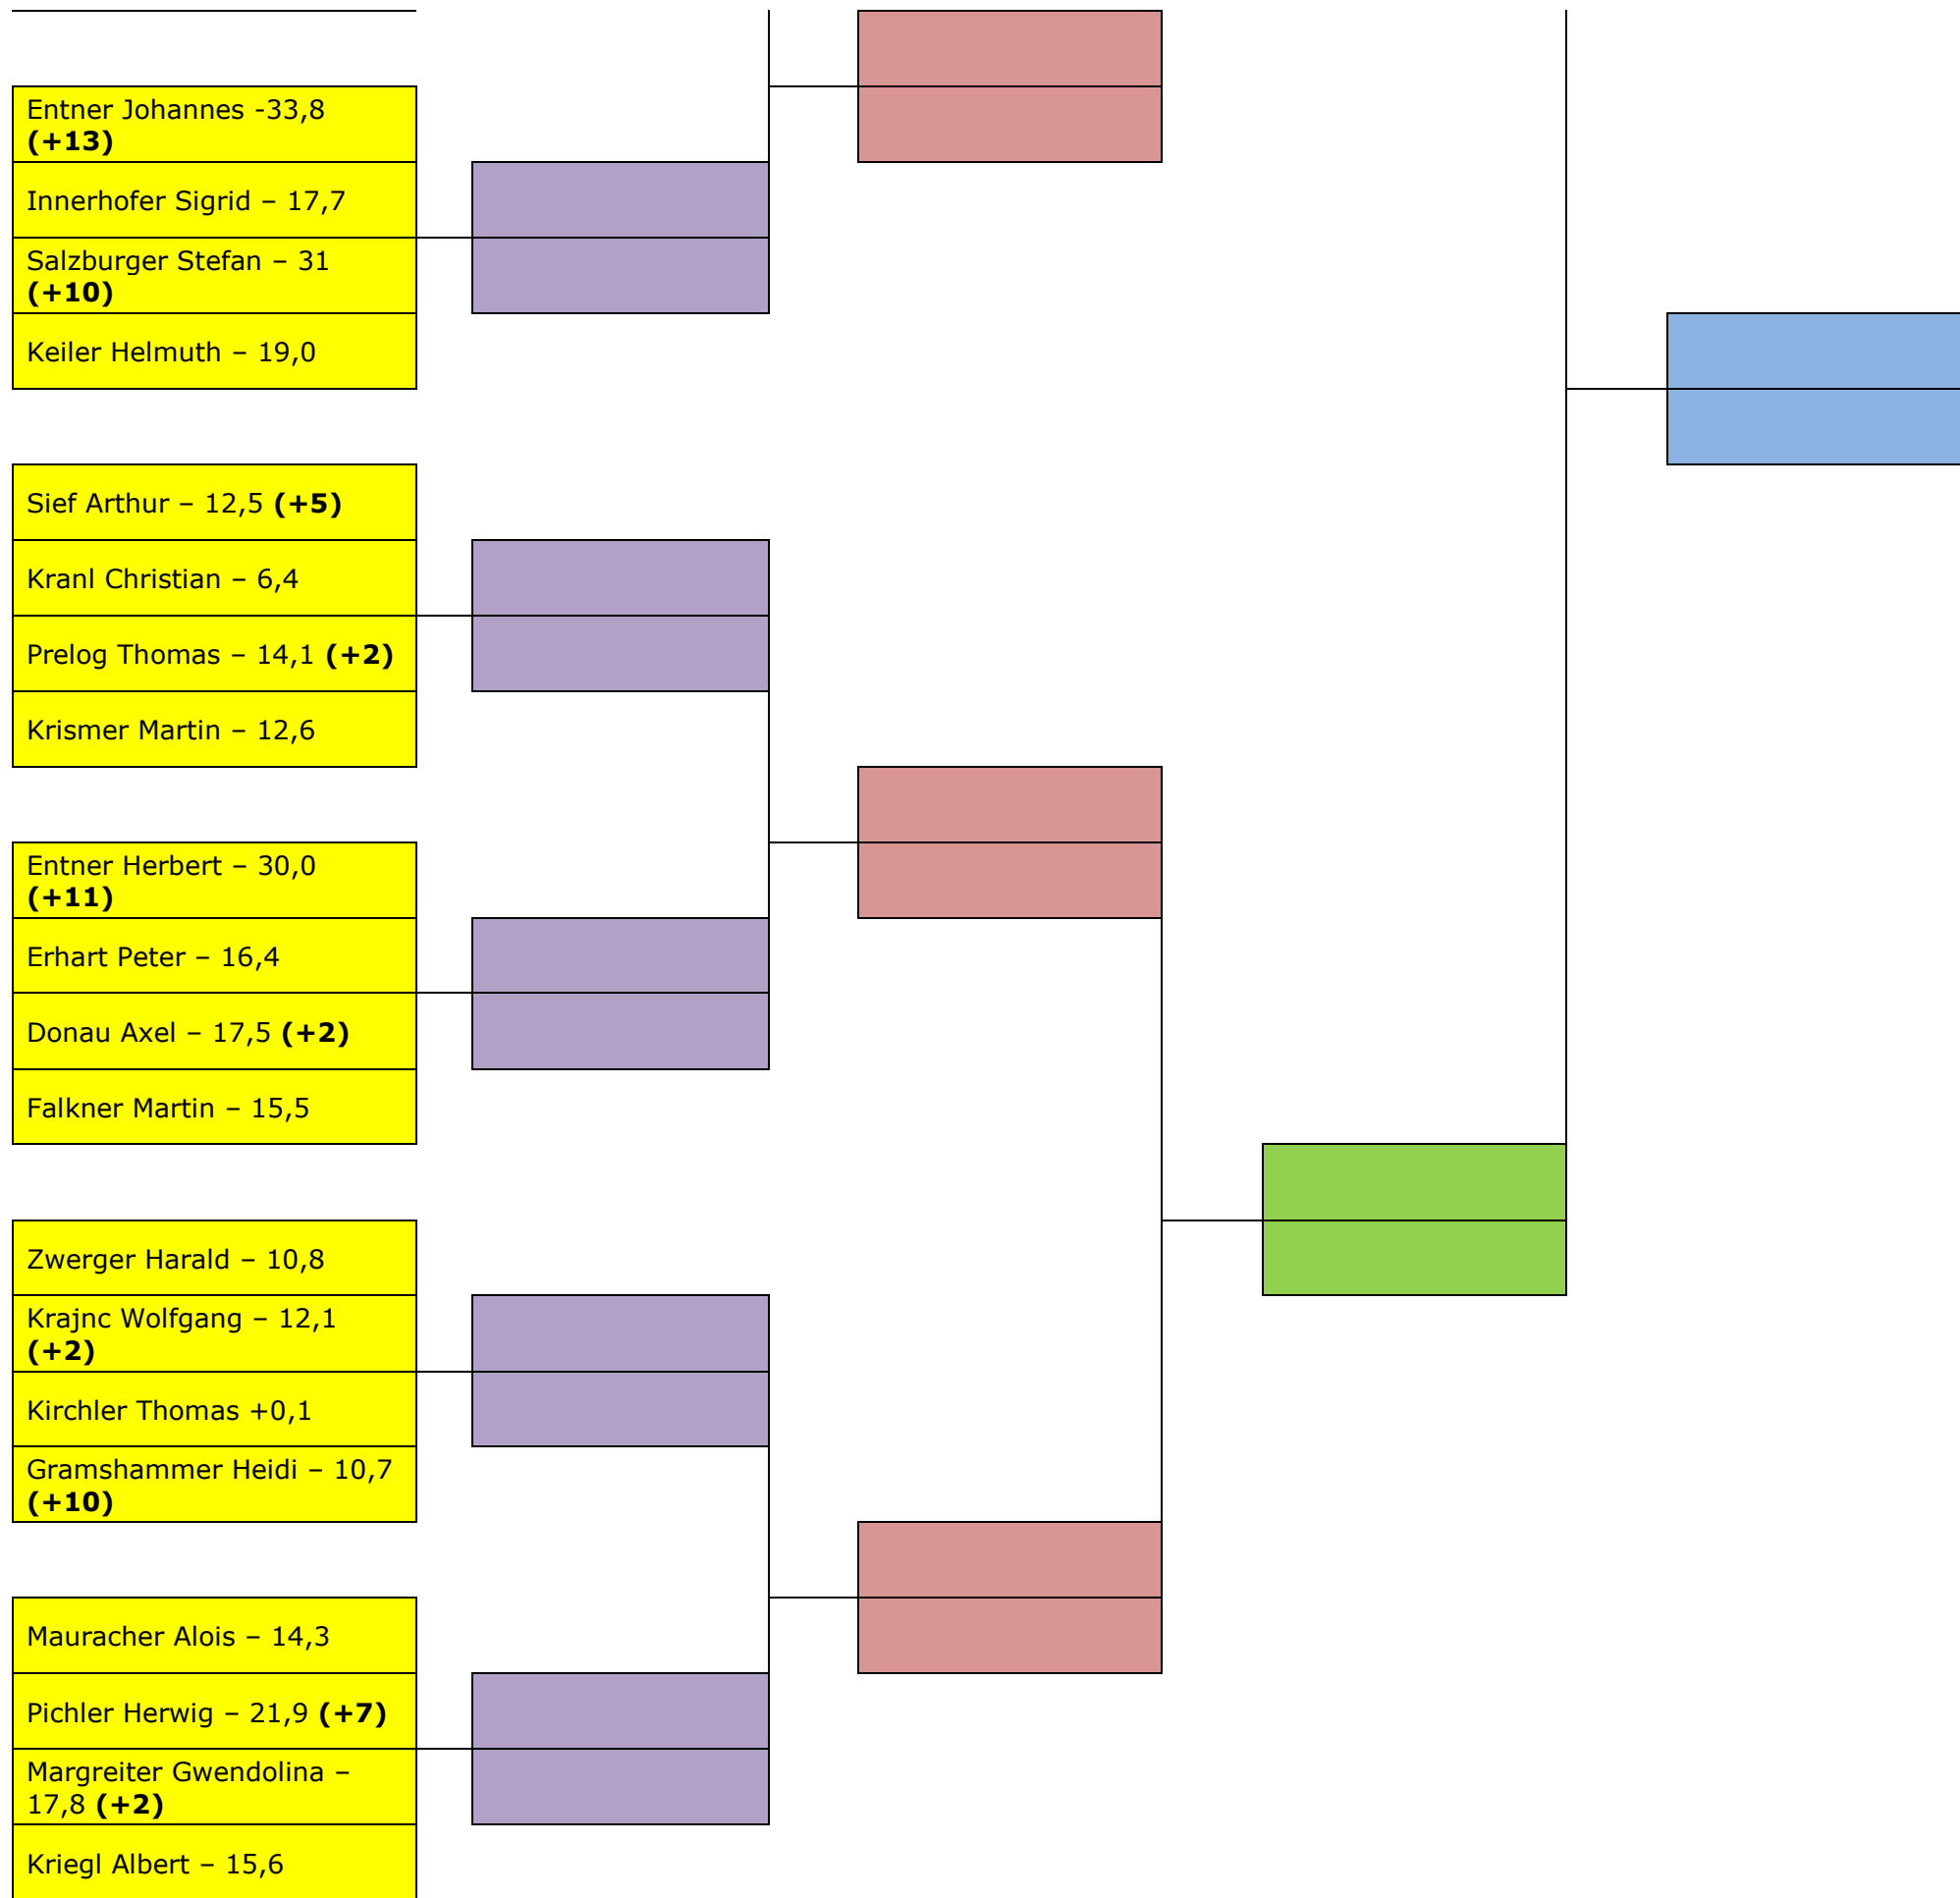 Entner Johannes -33,8
(+13)
Innerhofer Sigrid – 17,7
Salzburger Stefan – 31
(+10)
Keiler Helmuth – 19,0
Sief Arthur – 12,5 (+5)
Kranl Christian – 6,4
Prelog Thomas – 14,1 (+2)
Krismer Martin – 12,6
Entner Herbert – 30,0
(+11)
Erhart Peter – 16,4
Donau Axel – 17,5 (+2)
Falkner Martin – 15,5
Zwerger Harald – 10,8
Krajnc Wolfgang – 12,1
(+2)
Kirchler Thomas +0,1
Gramshammer Heidi – 10,7
(+10)
Mauracher Alois – 14,3
Pichler Herwig – 21,9 (+7)
Margreiter Gwendolina –
17,8 (+2)
Kriegl Albert – 15,6